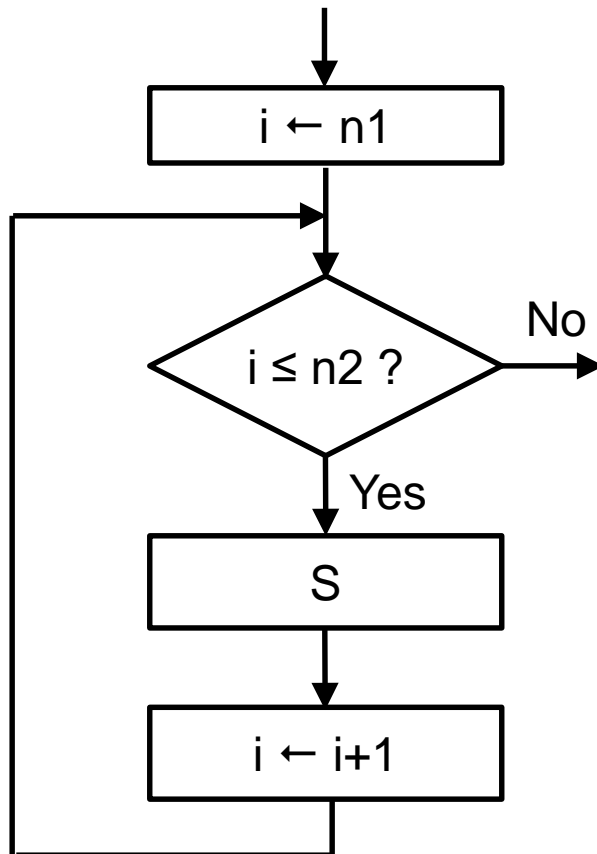 i ← n1
i ≤ n2 ?
No
Yes
S
i ← i+1